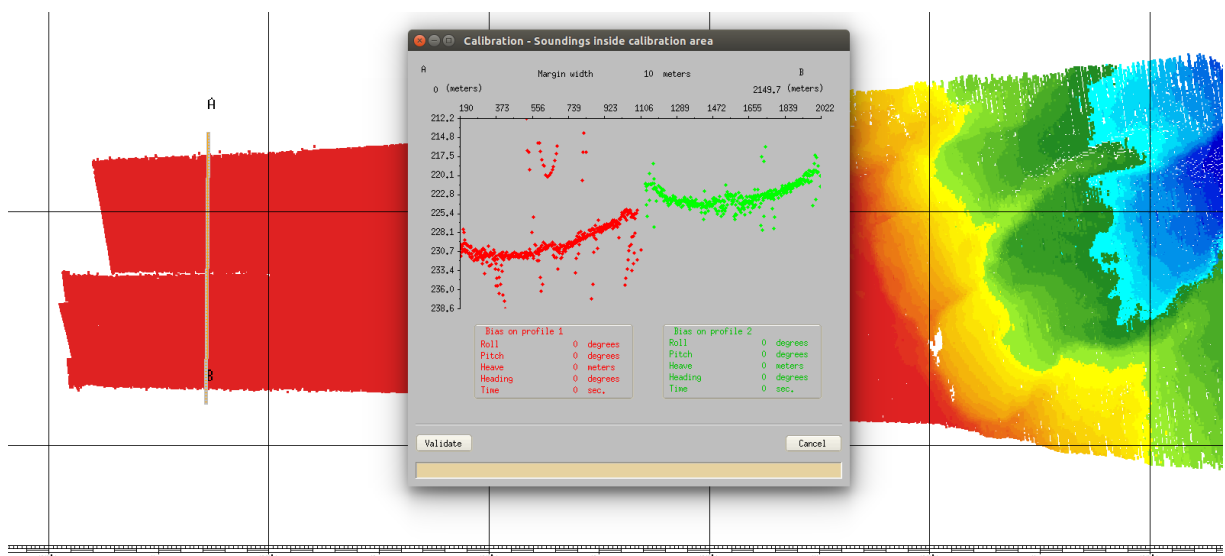 Calibration - Soundings inside calibration area
A Margin width 10 meters B
0 (meters) 2149.7 (meters)
190 373 556 739 923 1106 1289 1472 1655 1839 2022
212,2
214,8
217,5
220,1
222,8
225,4
228,1
230,7
233,4
236,0
238,6
A
B
Bias on profile 1
Roll 0 degrees
Pitch 0 degrees
Heave 0 meters
Heading 0 degrees
Time 0 sec.
Bias on profile 2
Roll 0 degrees
Pitch 0 degrees
Heave 0 meters
Heading 0 degrees
Time 0 sec.
Validate Cancel